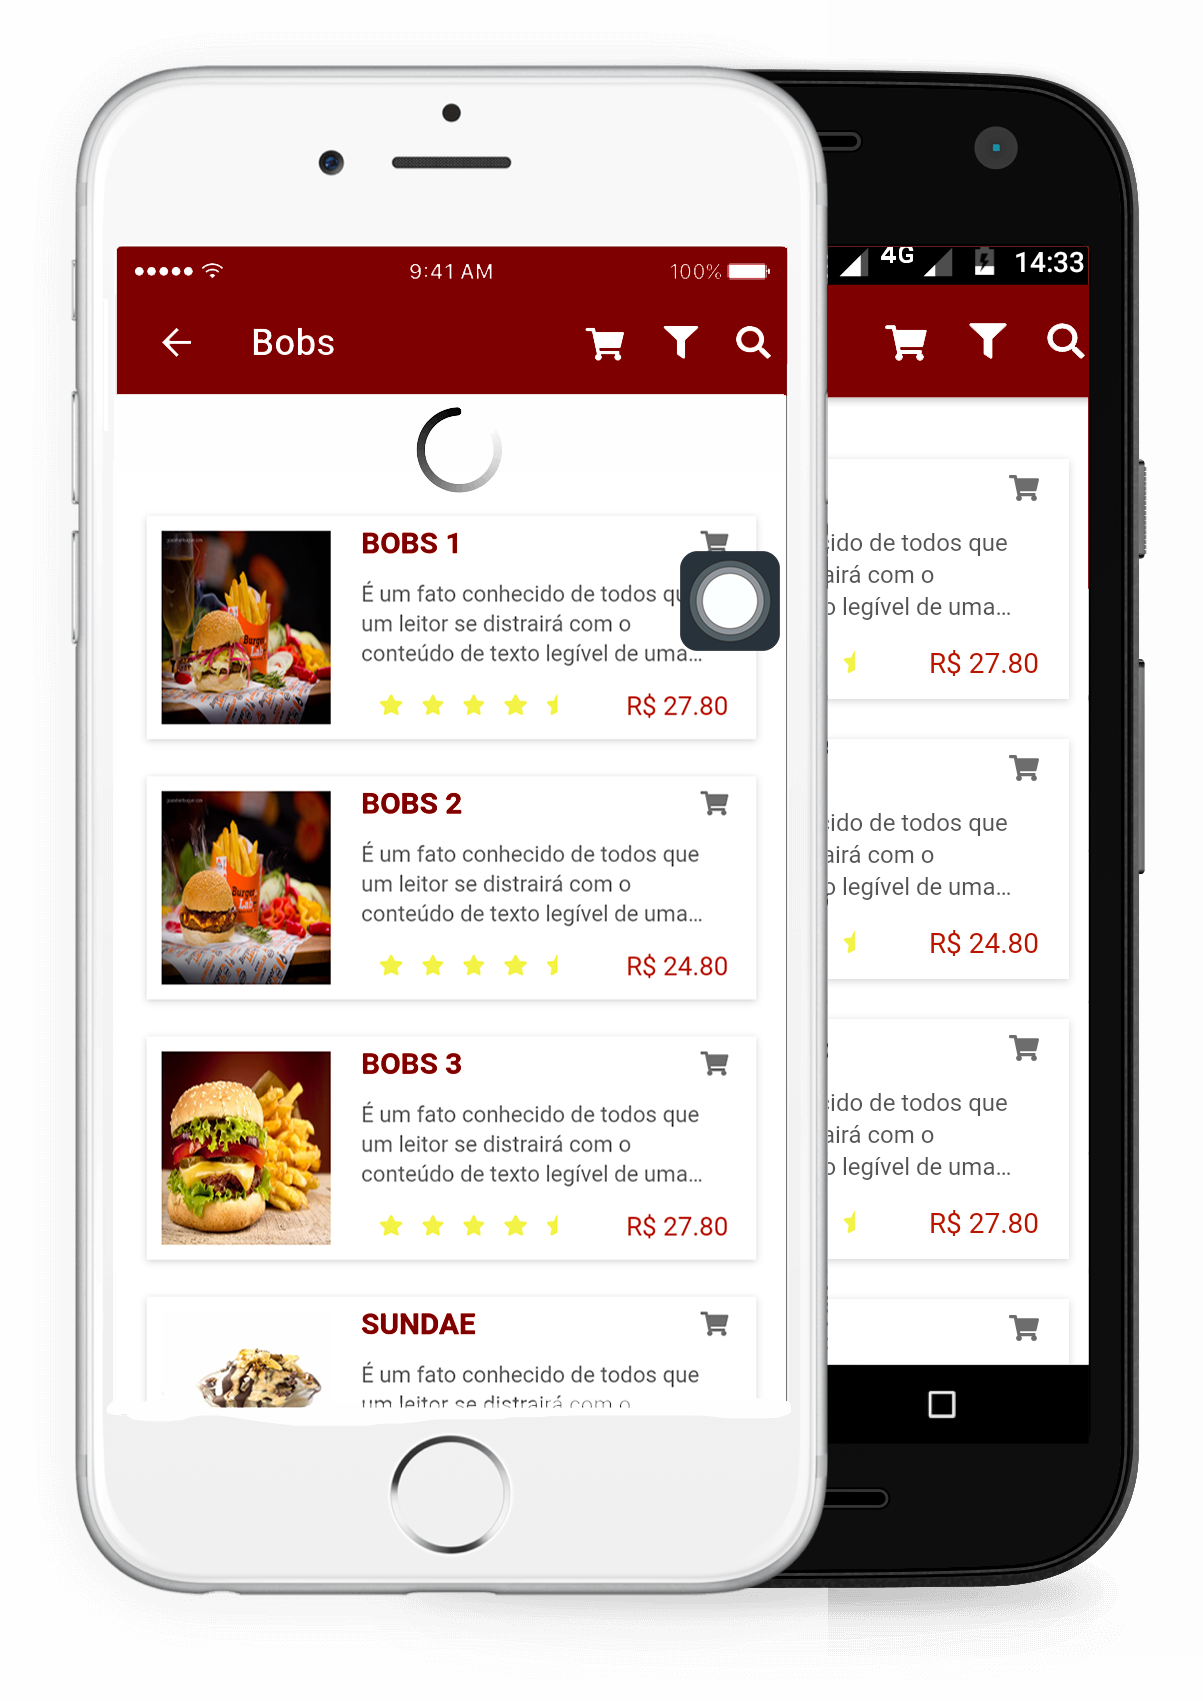 9:41 AM
100%
Bobs
BOBS 1
É um fato conhecido de todos qu
um leitor se distrairá com o
conteúdo de texto legível de uma...
R$ 27.80
BOBS 2
É um fato conhecido de todos que
um leitor se distrairá com o
conteúdo de texto legível de uma...
R$ 24.80
BOBS 3
É um fato conhecido de todos que
um leitor se distrairá com o
conteúdo de texto legível de uma...
R$ 27.80
SUNDAE
É um fato conhecido de todos que
um leitor se distrairá com o
Burger
Lab
Burger
Lab
4G
14:33
ido de todos que
airá com o
o legível de uma...
R$ 27.80
ido de todos que
airá com o
o legível de uma...
R$ 24.80
ido de todos que
airá com o
o legível de uma...
R$ 27.80